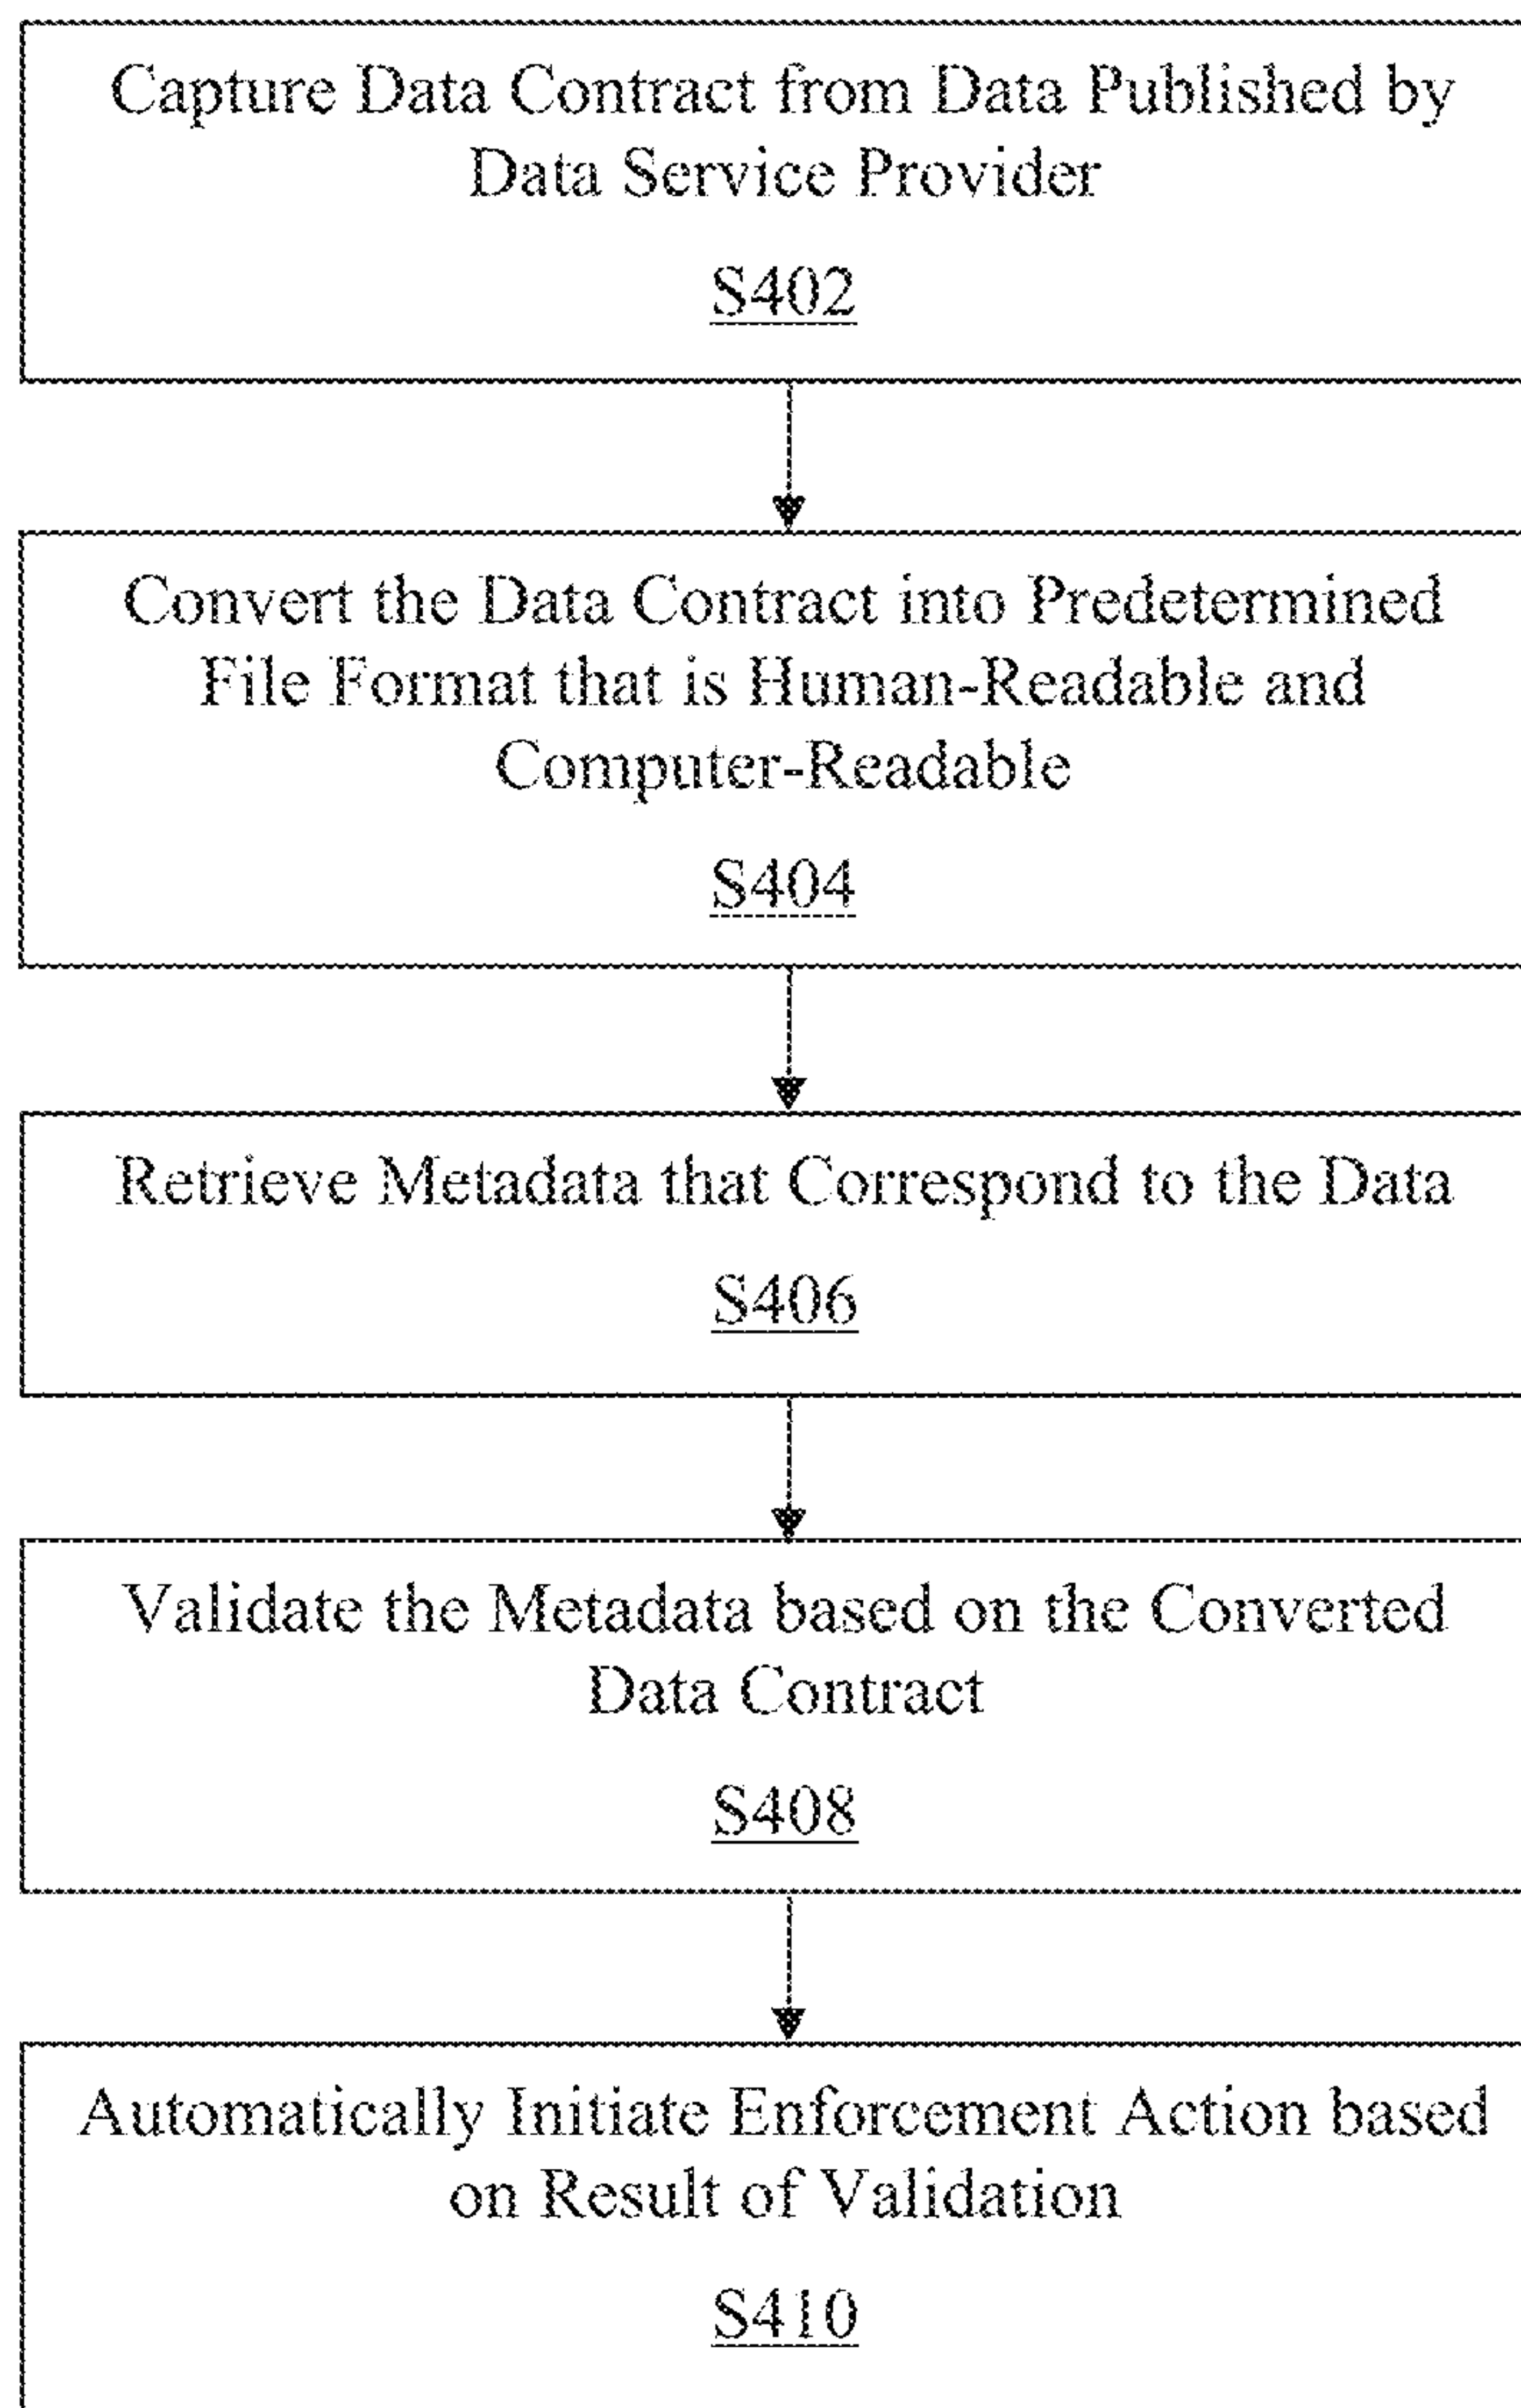 Capture Data Contract from Data Published by
Data Service Provider
S402
Convert the Data Contract into Predetermined
File Format that is Human-Readable and
Computer-Readable
S404
Retrieve Metadata that Correspond to the Data
S406
Validate the Metadata based on the Converted
Data Contract
S408
Automatically Initiate Enforcement Action based
on Result of Validation
S410